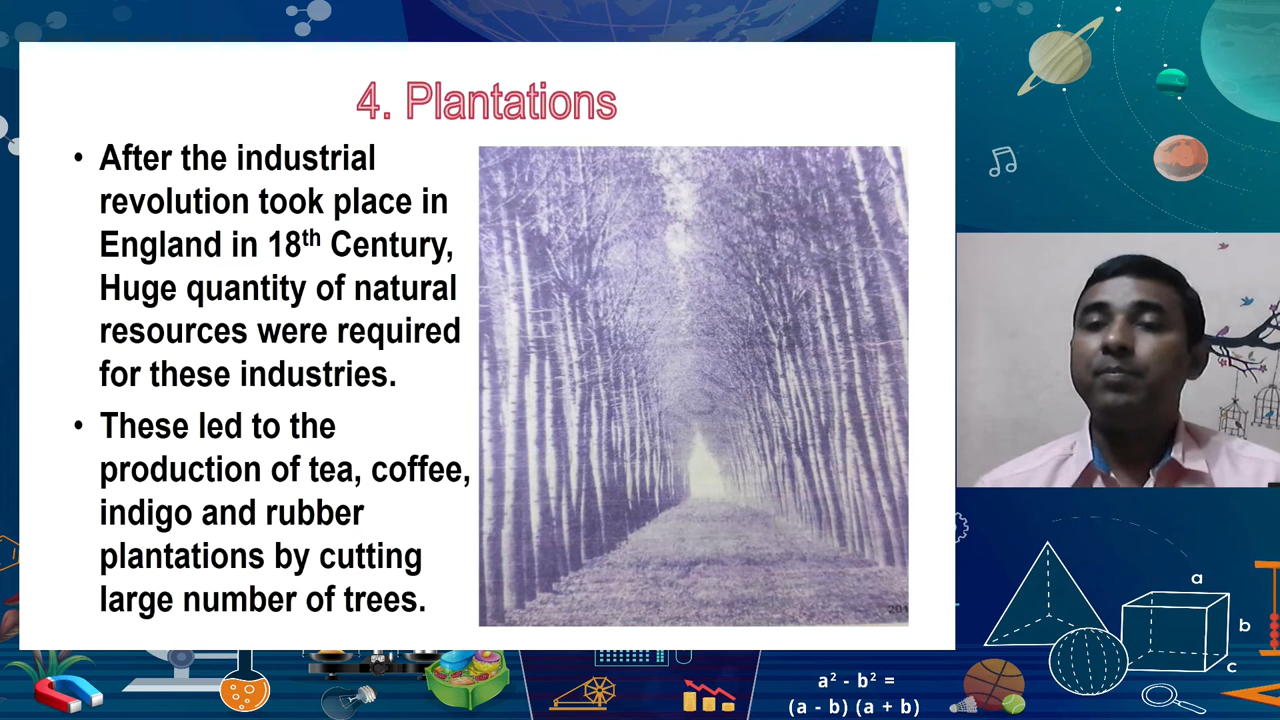 4. Plantations
• After the industrial
revolution took place in
England in 18th Century,
Huge quantity of natural
resources were required
for these industries.
• These led to the
production of tea, coffee,
indigo and rubber
plantations by cutting
large number of trees.
201
a
b
c
a² - b² =
(a - b) (a + b)